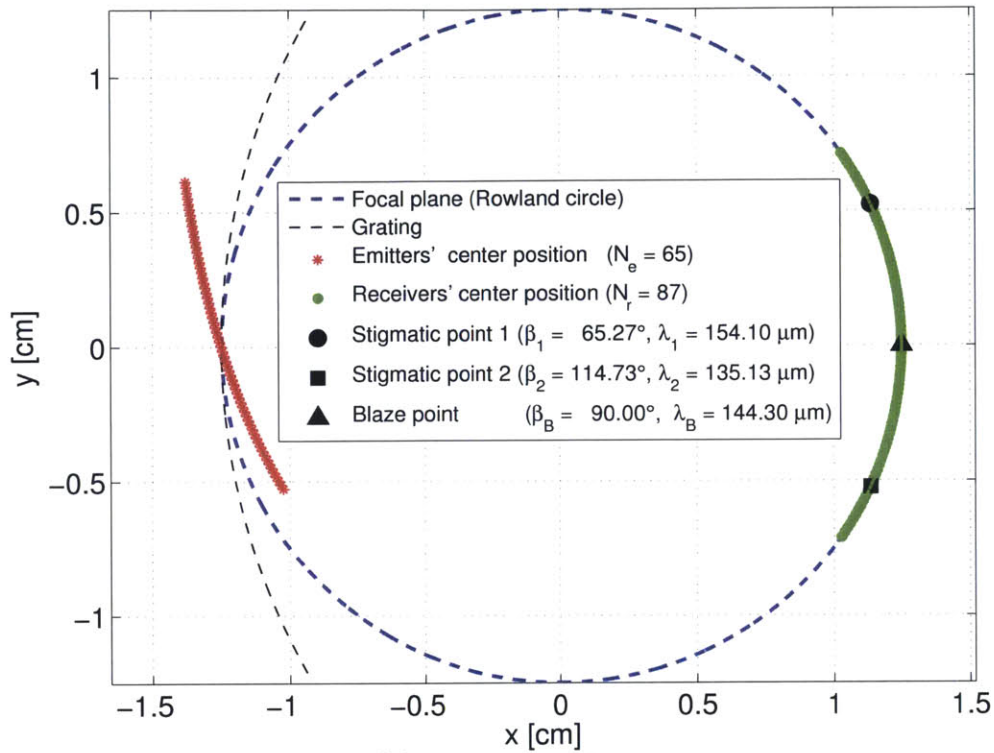 1
0.5
0
−0.5
−1
y [cm]
Focal plane (Rowland circle)
Grating
Emitters' center position (N_e = 65)
Receivers' center position (N_r = 87)
Stigmatic point 1 (β_1 = 65.27°, λ_1 = 154.10 μm)
Stigmatic point 2 (β_2 = 114.73°, λ_2 = 135.13 μm)
Blaze point (β_B = 90.00°, λ_B = 144.30 μm)
−1.5 −1 −0.5 0 0.5 1 1.5
x [cm]